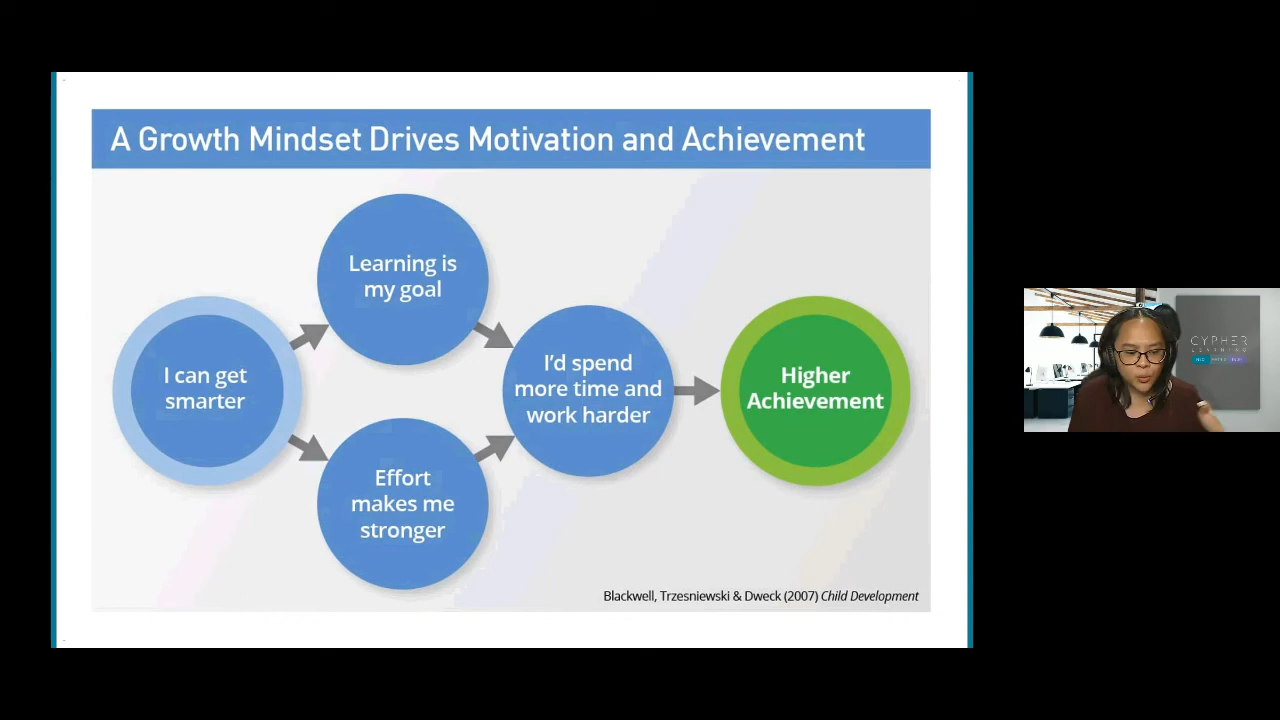 A Growth Mindset Drives Motivation and Achievement
Learning is
my goal
I can get
smarter
Effort
makes me
stronger
I'd spend
more time and
work harder
Higher
Achievement
Blackwell, Trzesniewski & Dweck (2007) Child Development
CYPHER
LEARNING